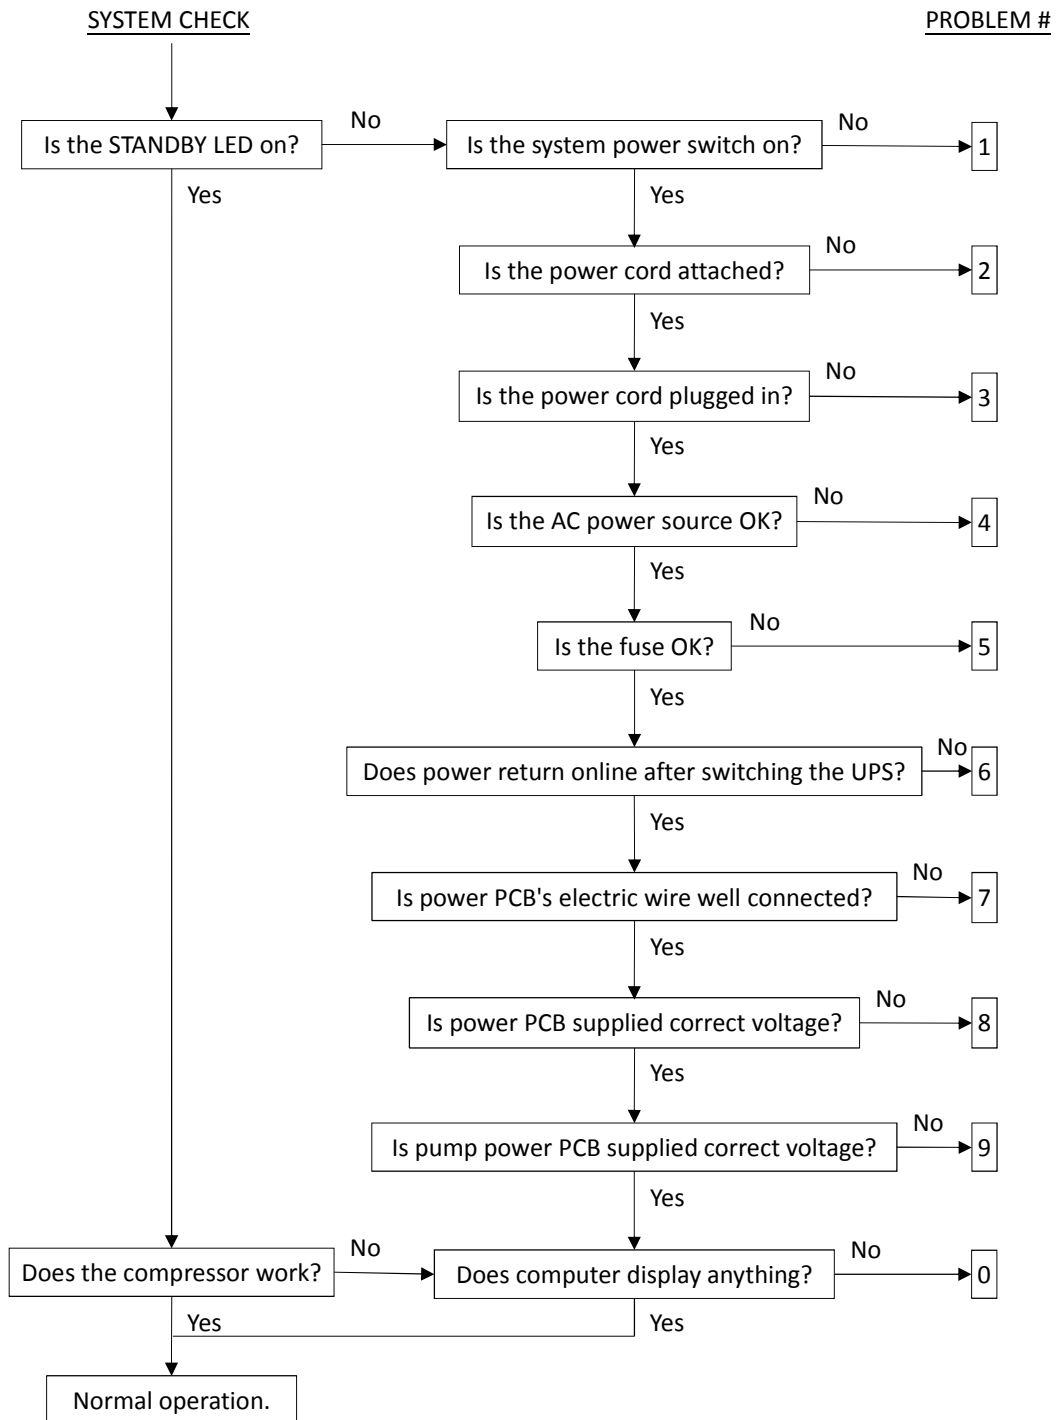 SYSTEM CHECK
PROBLEM #
Is the STANDBY LED on?
No
Is the system power switch on?
No
1
Yes
Yes
Is the power cord attached?
No
2
Yes
Is the power cord plugged in?
No
3
Yes
Is the AC power source OK?
No
4
Yes
Is the fuse OK?
No
5
Yes
Does power return online after switching the UPS?
No
6
Yes
Is power PCB's electric wire well connected?
No
7
Yes
Is power PCB supplied correct voltage?
No
8
Yes
Is pump power PCB supplied correct voltage?
No
9
Yes
Does the compressor work?
No
Does computer display anything?
No
0
Yes
Yes
Normal operation.